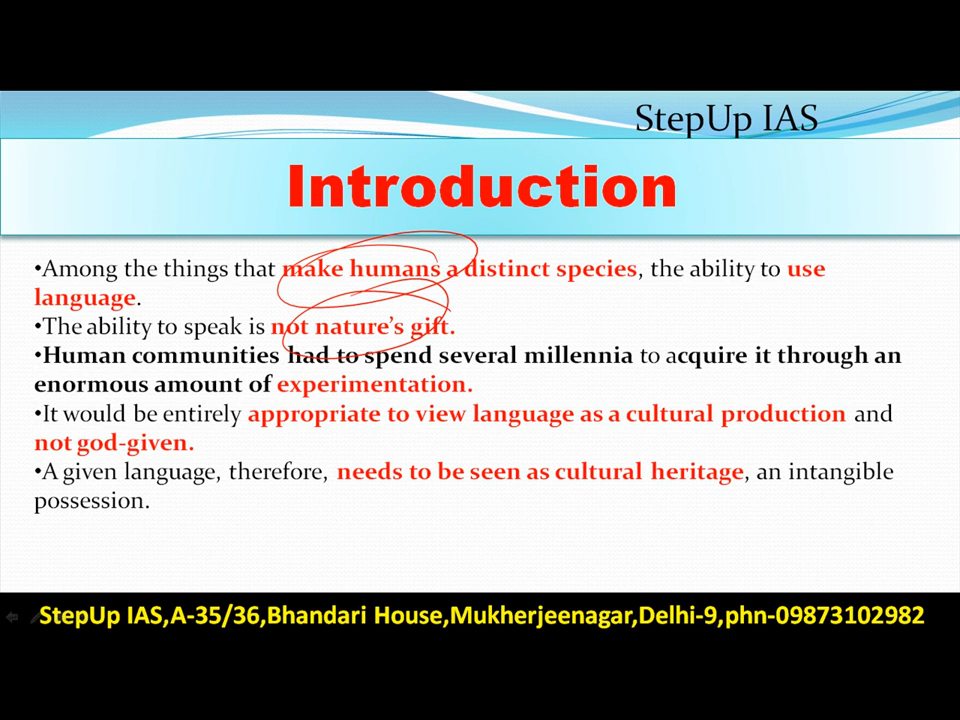 StepUp IAS
Introduction
•Among the things that make humans a distinct species, the ability to use
language.
•The ability to speak is not nature's gift.
•Human communities had to spend several millennia to acquire it through an
enormous amount of experimentation.
•It would be entirely appropriate to view language as a cultural production and
not god-given.
•A given language, therefore, needs to be seen as cultural heritage, an intangible
possession.
StepUp IAS,A-35/36,Bhandari House,Mukherjeenagar,Delhi-9,phn-09873102982